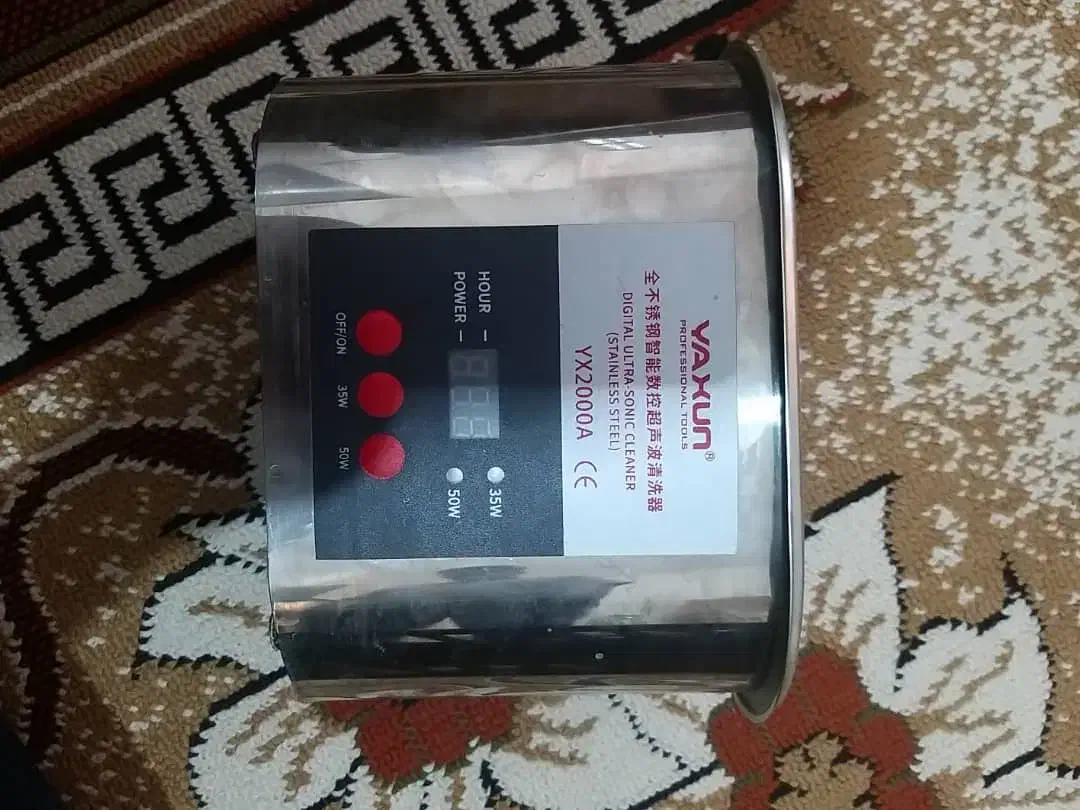 YAXUN®
PROFESSIONAL TOOLS
全不锈钢智能数控超声波清洗器
DIGITAL ULTRA-SONIC CLEANER
(STAINLESS STEEL)
YX2000A CE
HOUR –
POWER –
35W
50W
OFF/ON
35W
50W